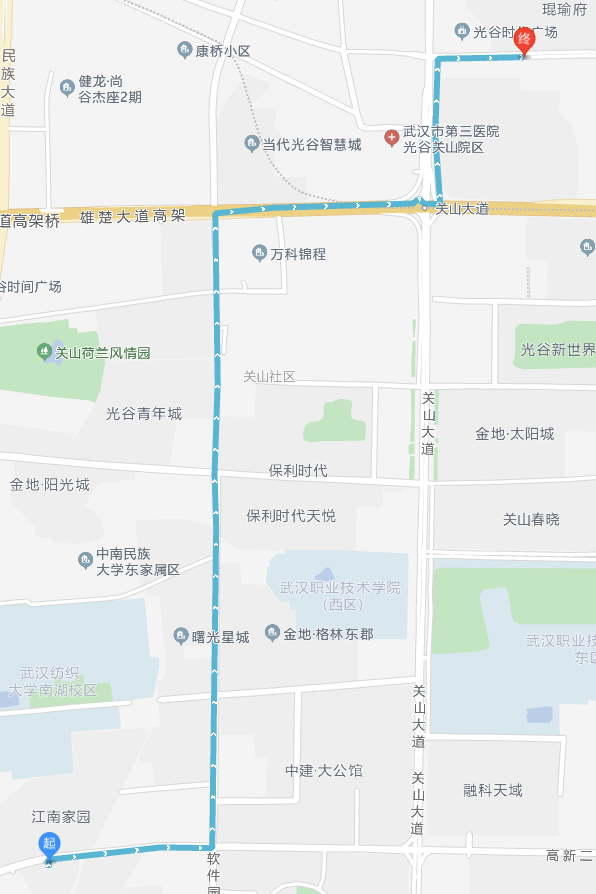 琨瑜府
光谷时代广场
终
康桥小区
民族大道
健龙·尚
谷杰座2期
武汉市第三医院
光谷关山院区
当代光谷智慧城
道高架桥
雄楚大道高架
关山大道
万科锦程
谷时间广场
关山荷兰风情园
光谷新世界
关山社区
关山大道
光谷青年城
金地·太阳城
保利时代
金地·阳光城
保利时代天悦
关山春晓
中南民族
大学东家属区
武汉职业技术学院
(西区)
曙光星城
金地·格林东郡
武汉职业技
东区
武汉纺织
大学南湖校区
关山大道
中建·大公馆
关山大道
融科天域
江南家园
起
软件园
高新二